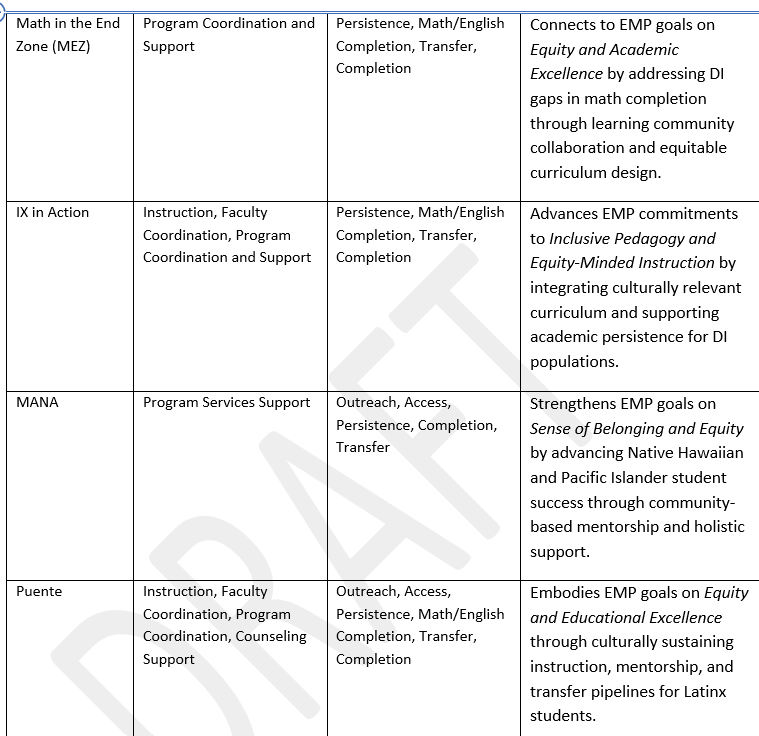 Math in the End
Zone (MEZ)
Program Coordination and
Support
Persistence, Math/English
Completion, Transfer,
Completion
Connects to EMP goals on
Equity and Academic
Excellence by addressing DI
gaps in math completion
through learning community
collaboration and equitable
curriculum design.
IX in Action
Instruction, Faculty
Coordination, Program
Coordination and Support
Persistence, Math/English
Completion, Transfer,
Completion
Advances EMP commitments
to Inclusive Pedagogy and
Equity-Minded Instruction by
integrating culturally relevant
curriculum and supporting
academic persistence for DI
populations.
MANA
Program Services Support
Outreach, Access,
Persistence, Completion,
Transfer
Strengthens EMP goals on
Sense of Belonging and Equity
by advancing Native Hawaiian
and Pacific Islander student
success through community-
based mentorship and holistic
support.
Puente
Instruction, Faculty
Coordination, Program
Coordination, Counseling
Support
Outreach, Access,
Persistence, Math/English
Completion, Transfer,
Completion
Embodies EMP goals on Equity
and Educational Excellence
through culturally sustaining
instruction, mentorship, and
transfer pipelines for Latinx
students.
DRAFT